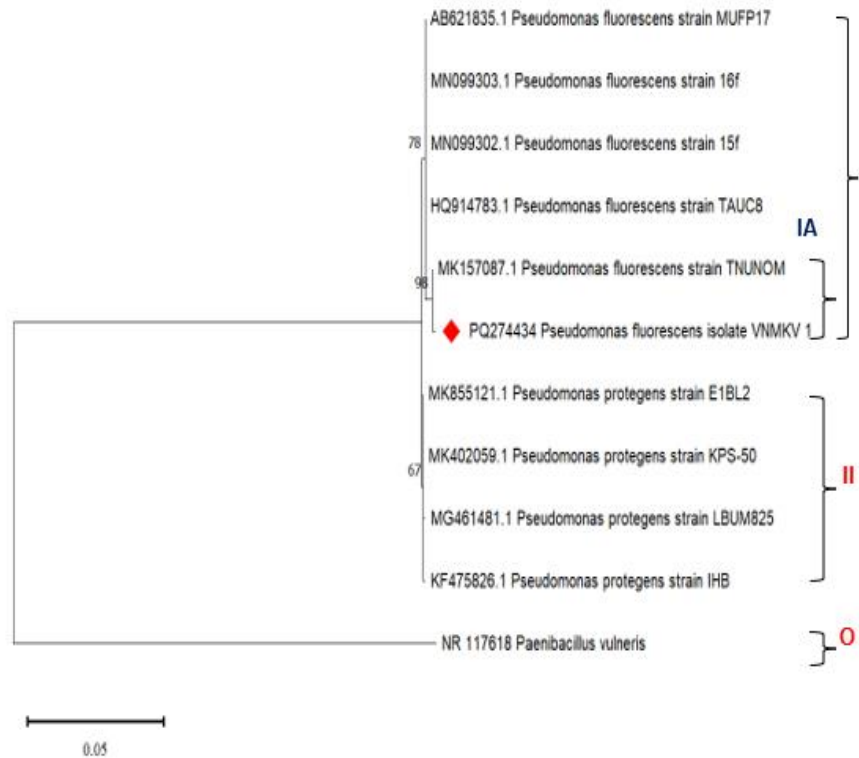 AB621835.1 Pseudomonas fluorescens strain MUFP17
MN099303.1 Pseudomonas fluorescens strain 16f
78
MN099302.1 Pseudomonas fluorescens strain 15f
HQ914783.1 Pseudomonas fluorescens strain TAUC8
IA
MK157087.1 Pseudomonas fluorescens strain TNUNOM
PQ274434 Pseudomonas fluorescens isolate VNMKV 1
MK855121.1 Pseudomonas protegens strain E1BL2
MK402059.1 Pseudomonas protegens strain KPS-50
67
II
MG461481.1 Pseudomonas protegens strain LBUM825
KF475826.1 Pseudomonas protegens strain IHB
O
NR 117618 Paenibacillus vulneris
0.05